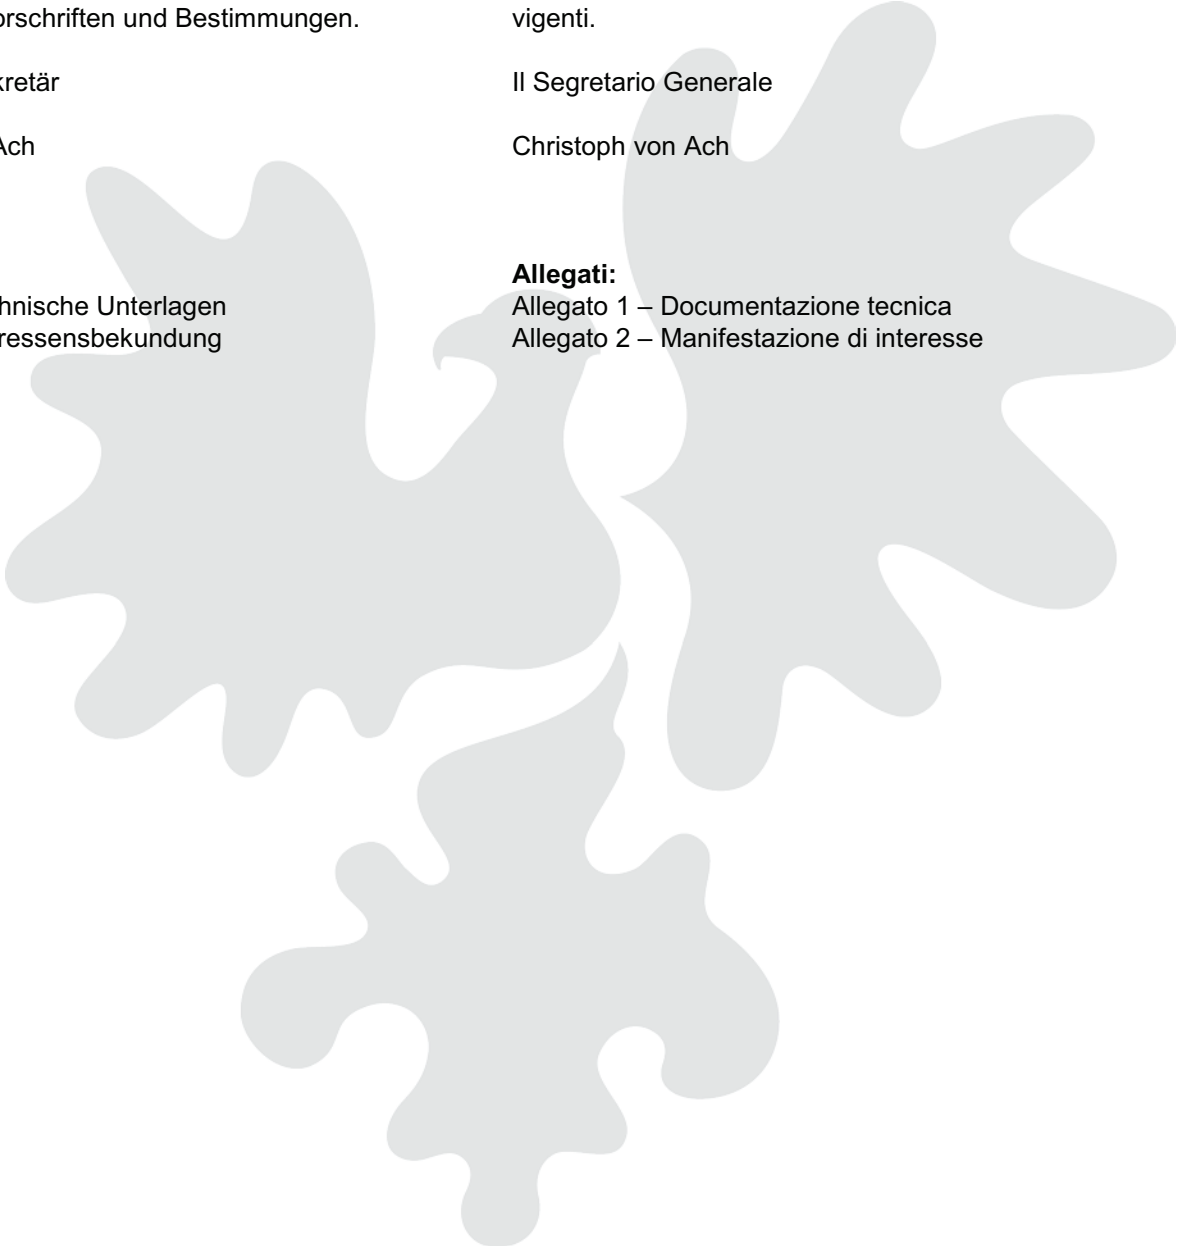 orschriften und Bestimmungen.
kretär
Ach
hnische Unterlagen
ressensbekundung
vigenti.
Il Segretario Generale
Christoph von Ach
Allegati:
Allegato 1 – Documentazione tecnica
Allegato 2 – Manifestazione di interesse